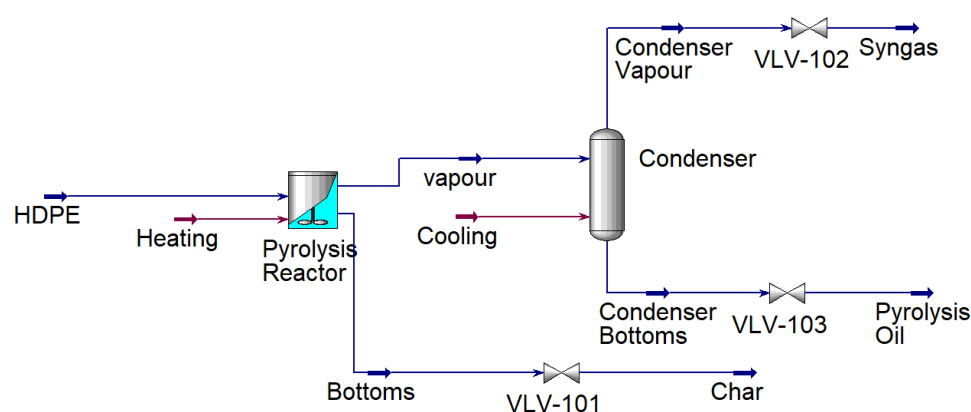 Condenser
Vapour
VLV-102
Syngas
Condenser
vapour
HDPE
Heating
Cooling
Pyrolysis
Reactor
Condenser
Bottoms
VLV-103
Pyrolysis
Oil
Bottoms
VLV-101
Char